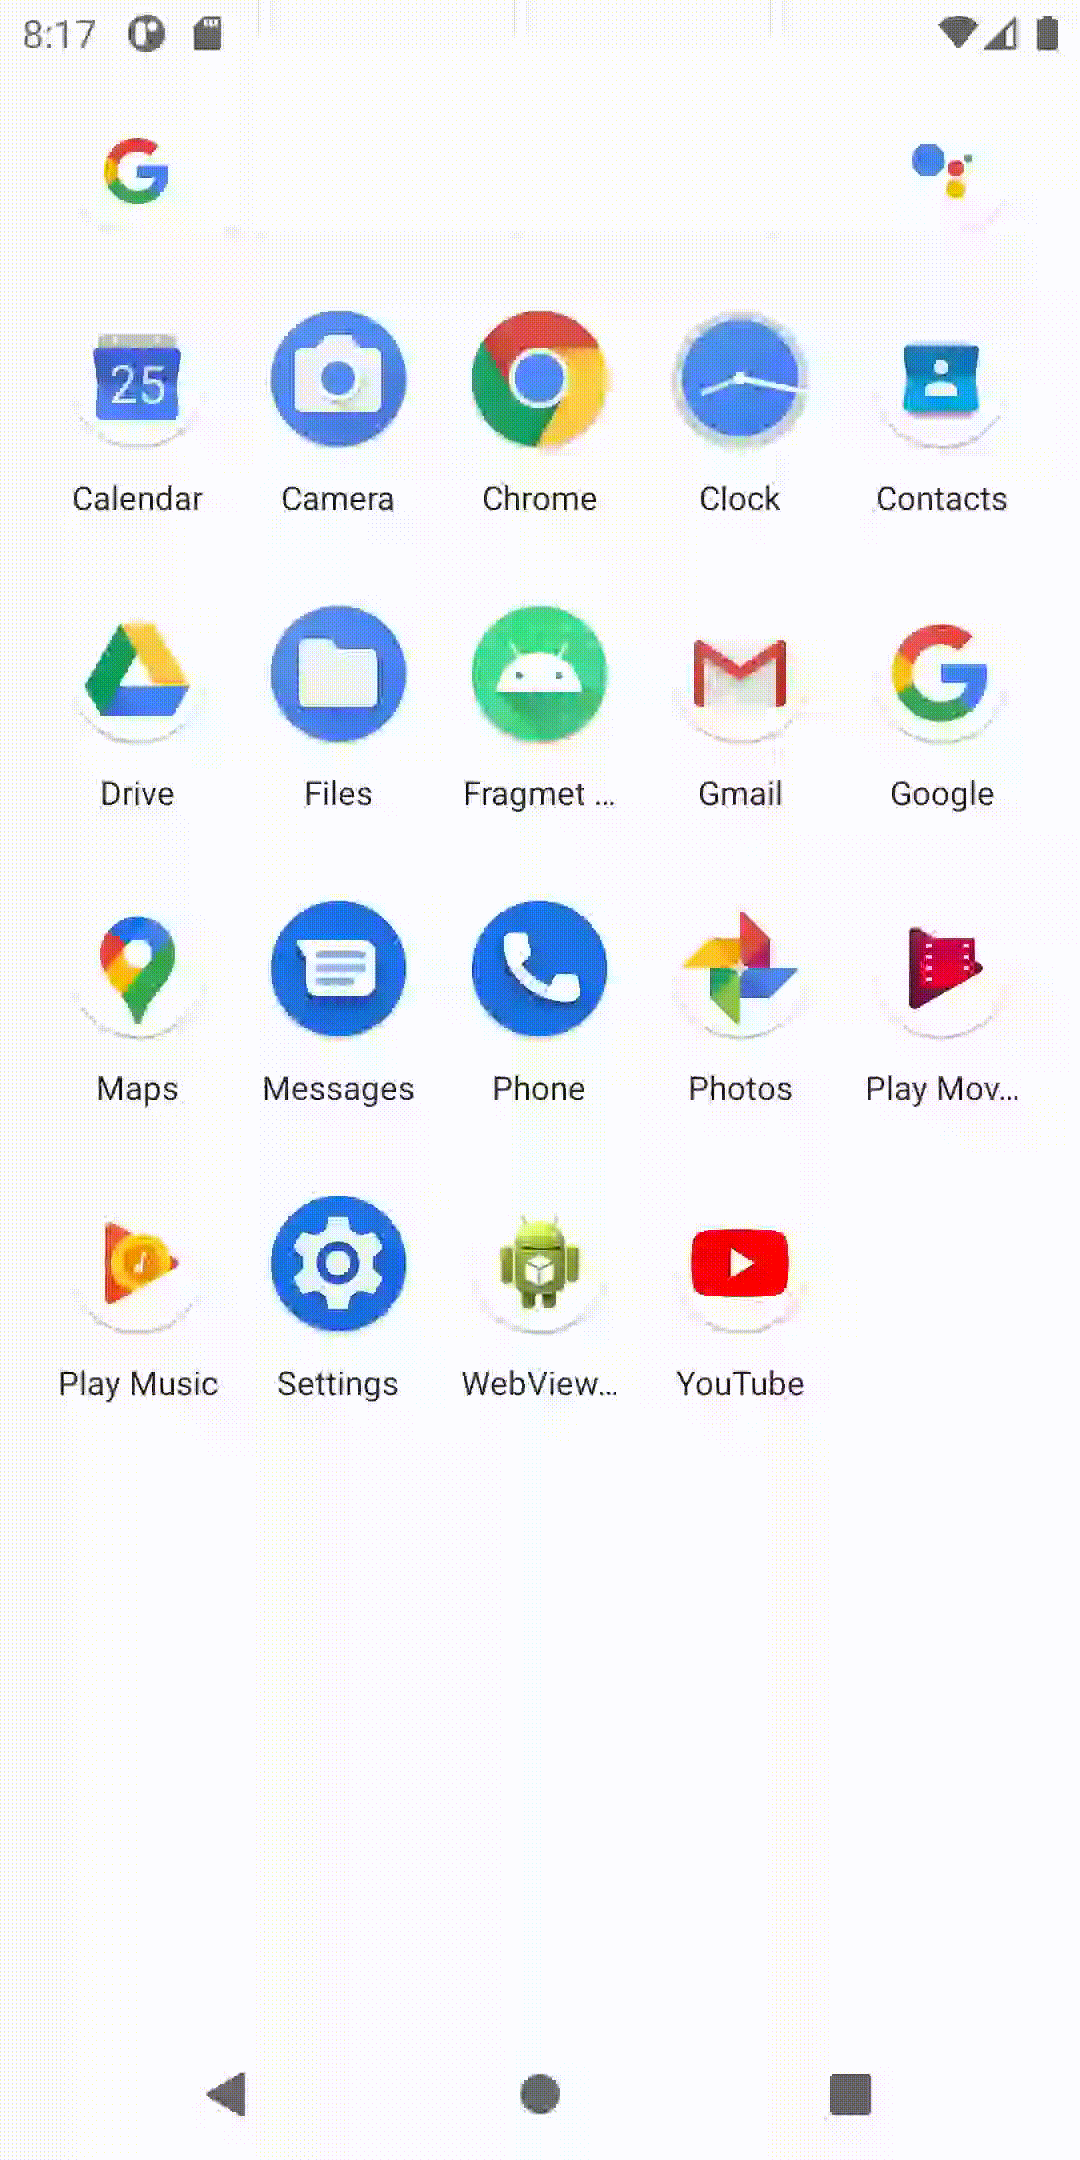 8:17
25
Calendar Camera Chrome Clock Contacts
Drive Files Fragmet ... Gmail Google
Maps Messages Phone Photos Play Mov...
Play Music Settings WebView... YouTube